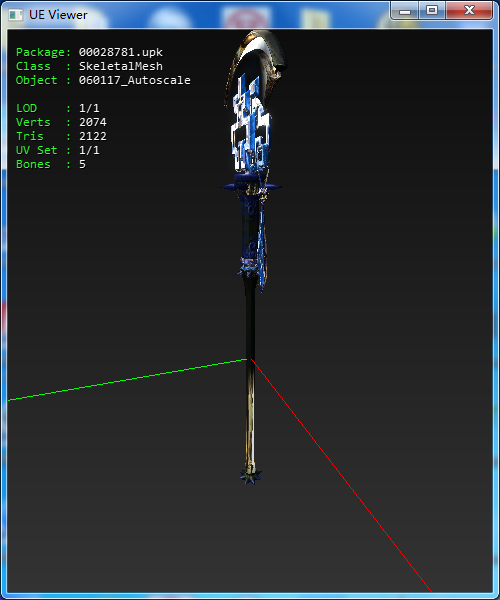 UE Viewer
Package: 00028781.upk
Class  : SkeletalMesh
Object : 060117_Autoscale
LOD    : 1/1
Verts  : 2074
Tris   : 2122
UV Set : 1/1
Bones  : 5